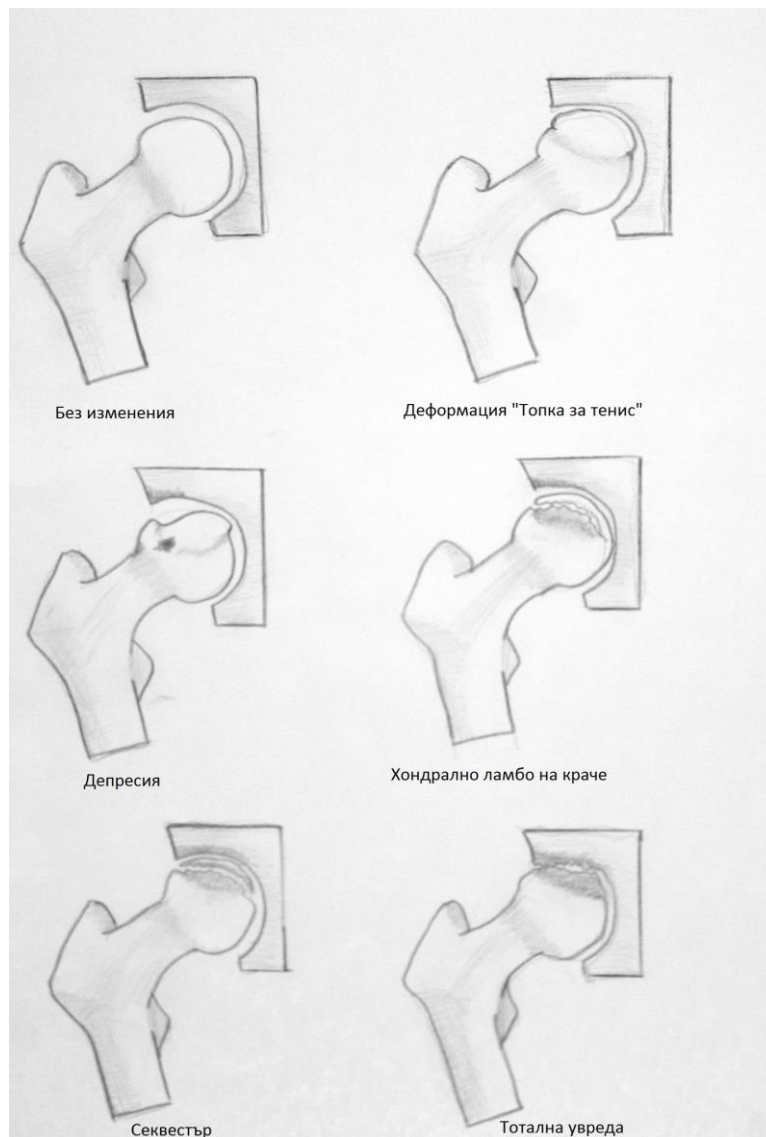 Без изменения
Деформация "Топка за тенис"
Депресия
Хондрално ламбо на краче
Секвестър
Тотална увреда